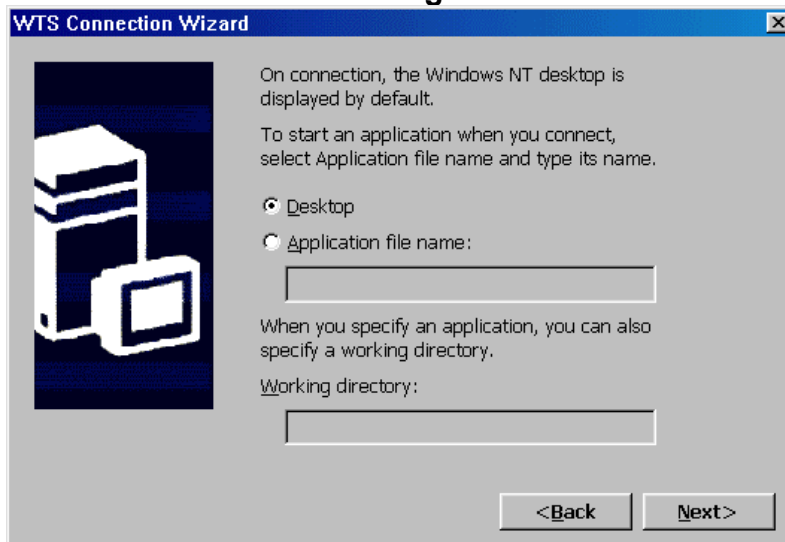 WTS Connection Wizard
On connection, the Windows NT desktop is
displayed by default.
To start an application when you connect,
select Application file name and type its name.
Desktop
Application file name:
When you specify an application, you can also
specify a working directory.
Working directory:
<Back
Next>